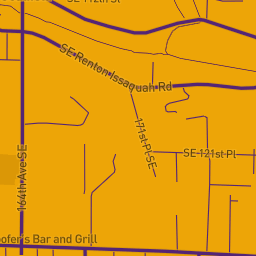 SE 112th St
SE Renton Issaquah Rd
171st Pl SE
SE 121st Pl
164th Ave SE
ofer's Bar and Grill